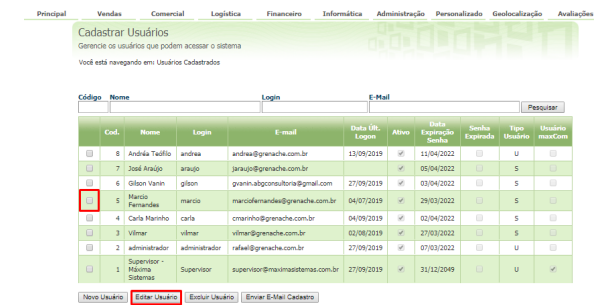 Principal Vendas Comercial Logística Financeiro Informática Administração Personalizado Geolocalização Avaliações
Cadastrar Usuários
Gerencie os usuários que podem acessar o sistema
Você está navegando em: Usuários Cadastrados
Código Nome Login E-Mail
Pesquisar
Cod. Nome Login E-mail Data Últ. Logon Ativo Data Expiração Senha Senha Expirada Tipo Usuário Usuário maxCom
8 Andréa Teófilo andrea andrea@grenache.com.br 13/09/2019 11/04/2022 U
7 José Araújo araujo jaraujo@grenache.com.br 05/04/2022 S
6 Gilson Vanin gilson gvanin.abgconsultoria@gmail.com 27/09/2019 03/04/2022 S
5 Marcio Fernandes marcio marciofernandes@grenache.com.br 04/07/2019 29/03/2022 S
4 Carla Marinho carla cmarinho@grenache.com.br 04/09/2019 02/04/2022 S
3 Vilmar vilmar vilmar@grenache.com.br 02/08/2019 27/03/2022 S
2 administrador administrador rafael@grenache.com.br 27/09/2019 07/03/2022 U
1 Supervisor - Máxima Sistemas Supervisor supervisor@maximasistemas.com.br 27/09/2019 31/12/2049 U
Novo Usuário Editar Usuário Excluir Usuário Enviar E-Mail Cadastro